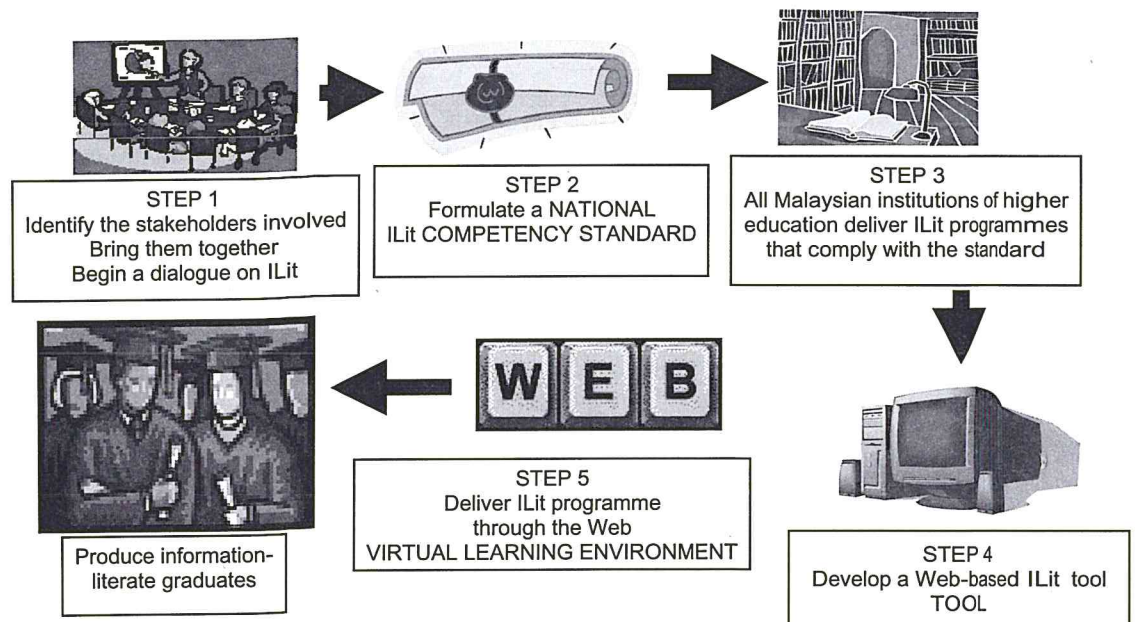 STEP 1
Identify the stakeholders involved
Bring them together
Begin a dialogue on ILit
STEP 2
Formulate a NATIONAL
ILit COMPETENCY STANDARD
STEP 3
All Malaysian institutions of higher
education deliver ILit programmes
that comply with the standard
STEP 4
Develop a Web-based ILit tool
TOOL
W E B
STEP 5
Deliver ILit programme
through the Web
VIRTUAL LEARNING ENVIRONMENT
Produce information-
literate graduates